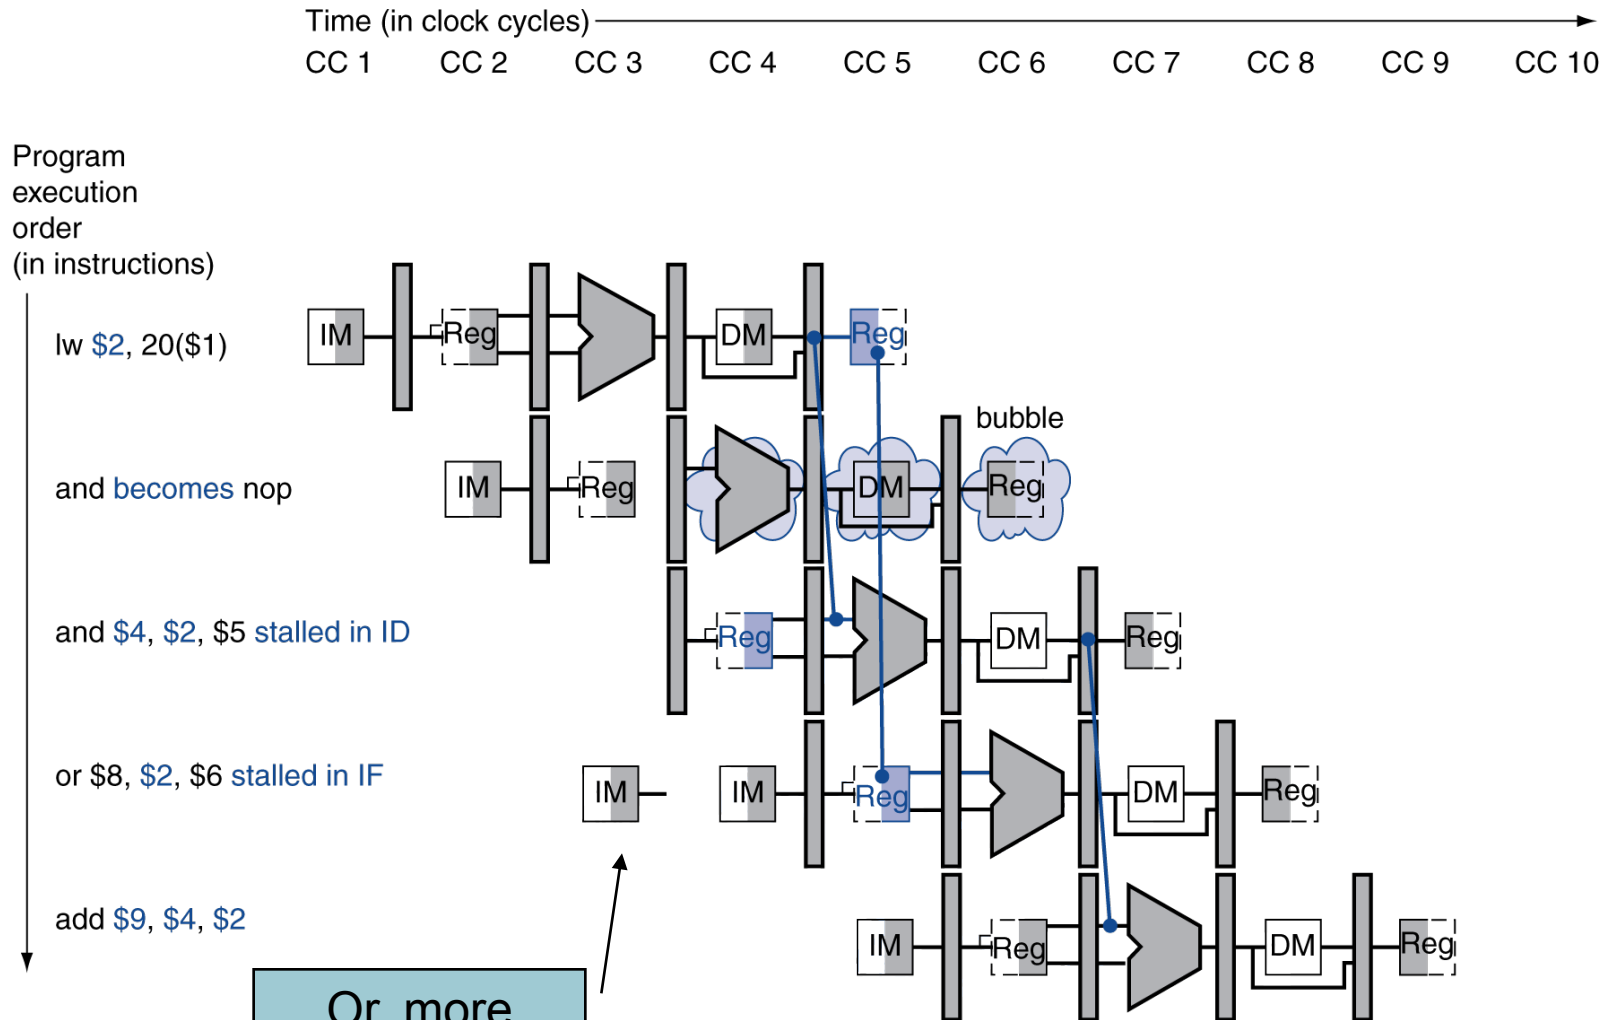 Time (in clock cycles)
CC 1 CC 2 CC 3 CC 4 CC 5 CC 6 CC 7 CC 8 CC 9 CC 10
Program
execution
order
(in instructions)
lw $2, 20($1)
IM Reg DM Reg
bubble
and becomes nop
IM Reg DM Reg
and $4, $2, $5 stalled in ID
Reg DM Reg
or $8, $2, $6 stalled in IF
IM IM Reg DM Reg
add $9, $4, $2
IM Reg DM Reg
Or, more